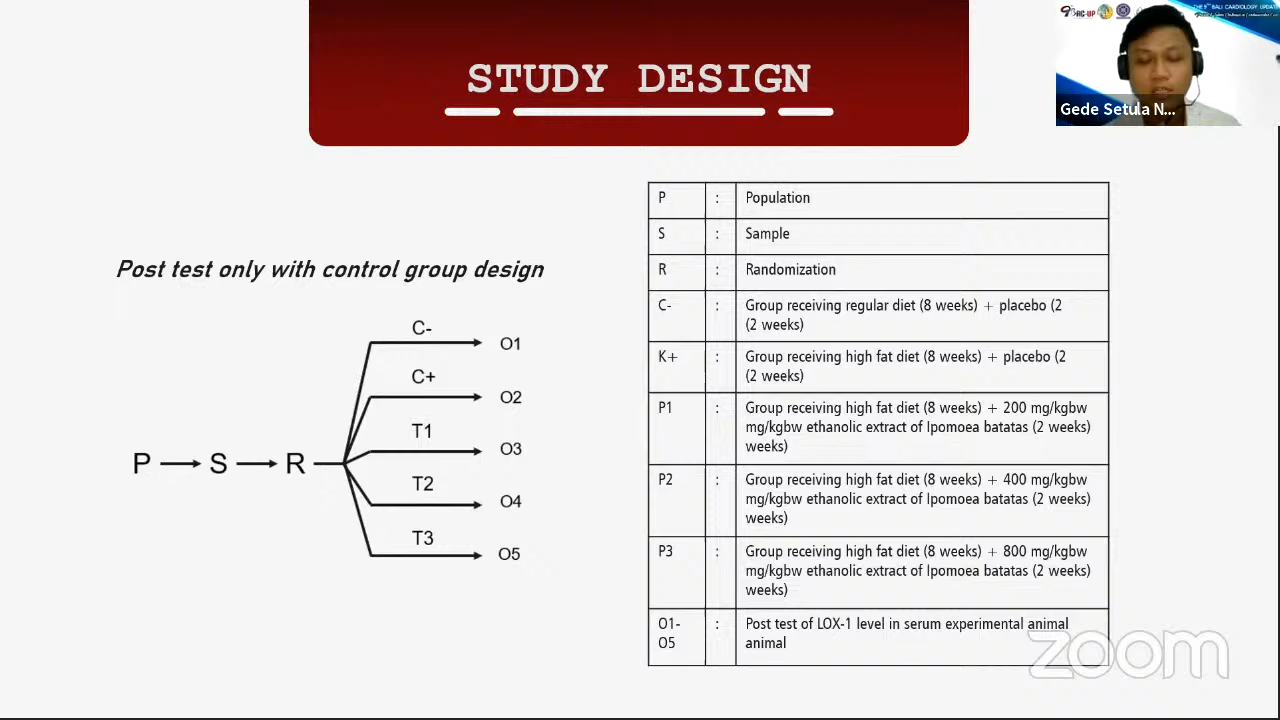 STUDY DESIGN
THE 9TH BALI CARDIOLOGY UPDATE
Gede Setula N...
Post test only with control group design
C-
O1
C+
O2
T1
O3
P
S
R
T2
O4
T3
O5
P : Population
S : Sample
R : Randomization
C- : Group receiving regular diet (8 weeks) + placebo (2
(2 weeks)
K+ : Group receiving high fat diet (8 weeks) + placebo (2
(2 weeks)
P1 : Group receiving high fat diet (8 weeks) + 200 mg/kgbw
mg/kgbw ethanolic extract of Ipomoea batatas (2 weeks)
weeks)
P2 : Group receiving high fat diet (8 weeks) + 400 mg/kgbw
mg/kgbw ethanolic extract of Ipomoea batatas (2 weeks)
weeks)
P3 : Group receiving high fat diet (8 weeks) + 800 mg/kgbw
mg/kgbw ethanolic extract of Ipomoea batatas (2 weeks)
weeks)
O1- : Post test of LOX-1 level in serum experimental animal
O5 animal
zoom